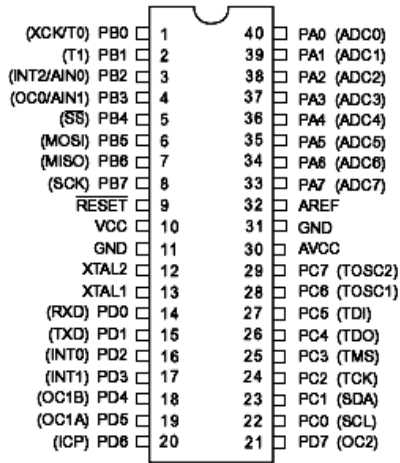 (XCK/T0) PB0 1 40 PA0 (ADC0)
(T1) PB1 2 39 PA1 (ADC1)
(INT2/AIN0) PB2 3 38 PA2 (ADC2)
(OC0/AIN1) PB3 4 37 PA3 (ADC3)
(SS) PB4 5 36 PA4 (ADC4)
(MOSI) PB5 6 35 PA5 (ADC5)
(MISO) PB6 7 34 PA6 (ADC6)
(SCK) PB7 8 33 PA7 (ADC7)
RESET 9 32 AREF
VCC 10 31 GND
GND 11 30 AVCC
XTAL2 12 29 PC7 (TOSC2)
XTAL1 13 28 PC6 (TOSC1)
(RXD) PD0 14 27 PC5 (TDI)
(TXD) PD1 15 26 PC4 (TDO)
(INT0) PD2 16 25 PC3 (TMS)
(INT1) PD3 17 24 PC2 (TCK)
(OC1B) PD4 18 23 PC1 (SDA)
(OC1A) PD5 19 22 PC0 (SCL)
(ICP) PD6 20 21 PD7 (OC2)